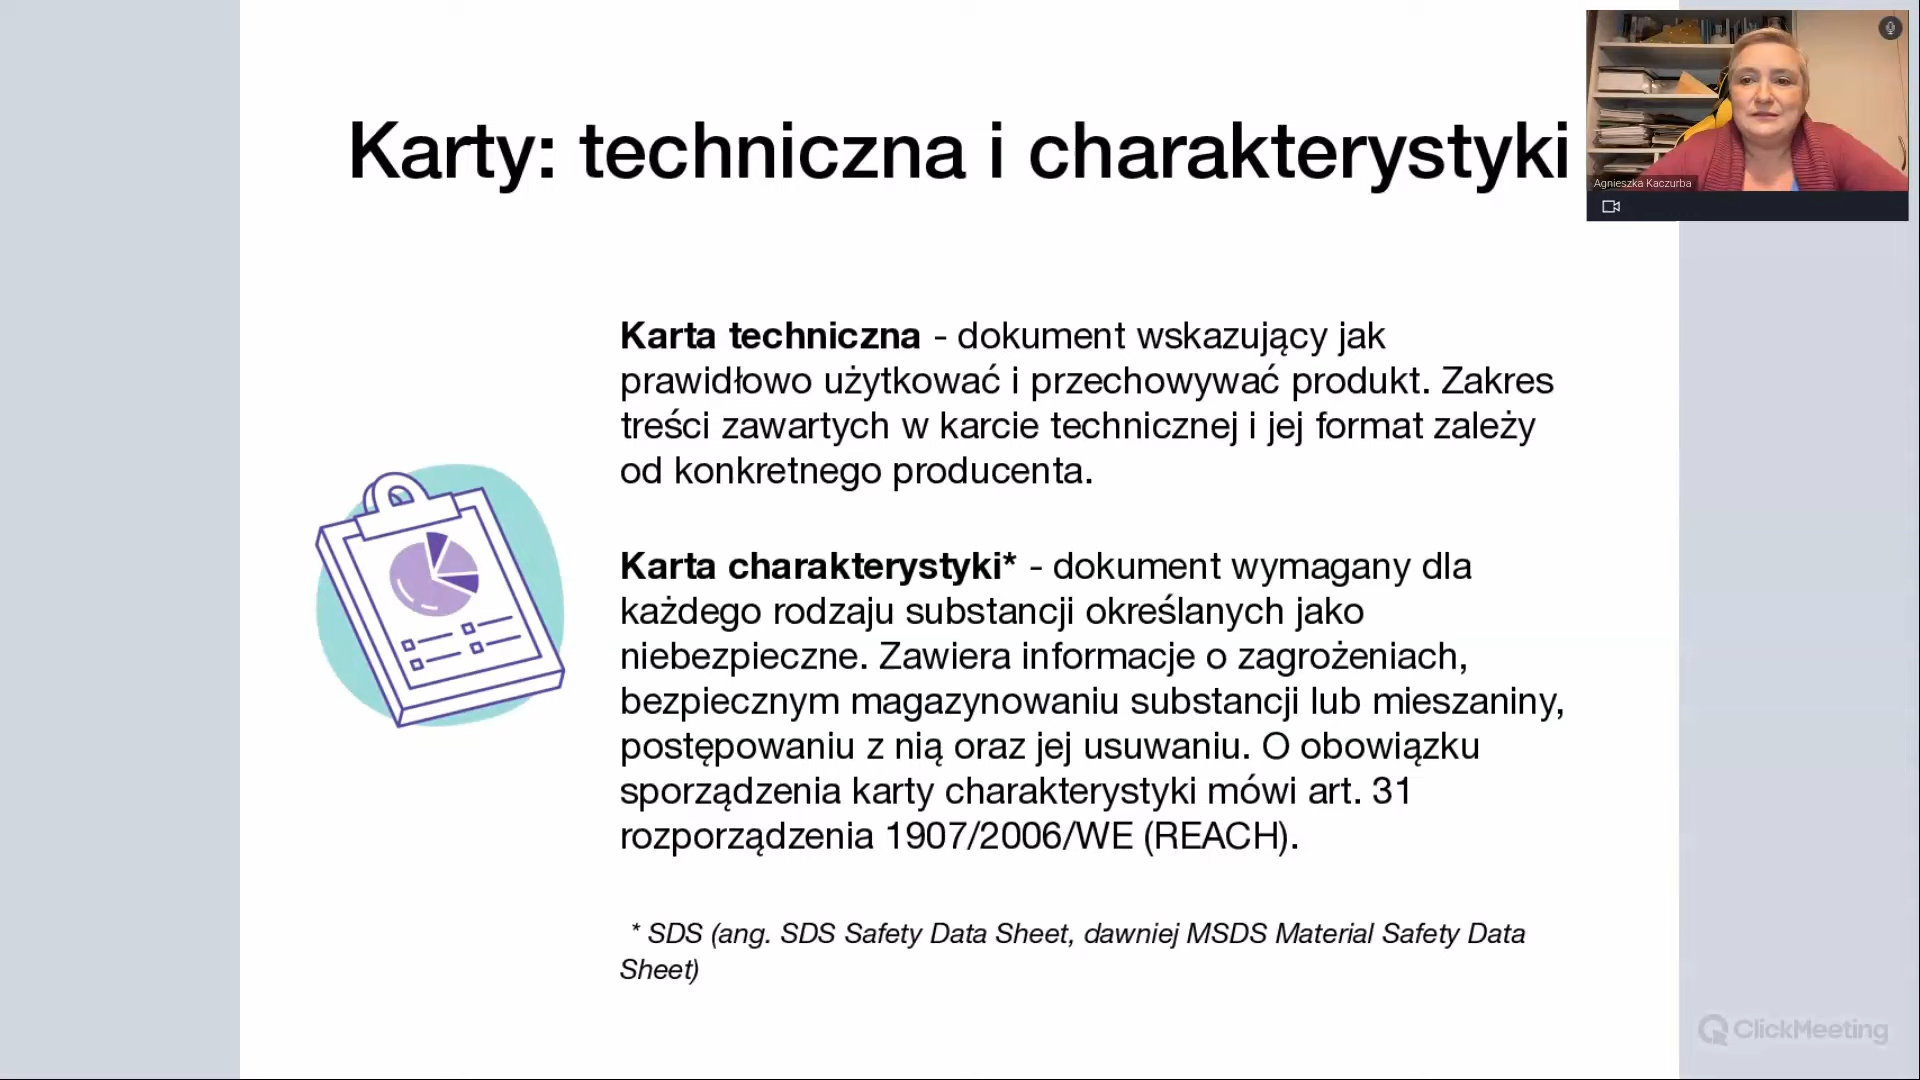 Karty: techniczna i charakterystyki
Agnieszka Kaczurba
Karta techniczna - dokument wskazujący jak
prawidłowo użytkować i przechowywać produkt. Zakres
treści zawartych w karcie technicznej i jej format zależy
od konkretnego producenta.
Karta charakterystyki* - dokument wymagany dla
każdego rodzaju substancji określanych jako
niebezpieczne. Zawiera informacje o zagrożeniach,
bezpiecznym magazynowaniu substancji lub mieszaniny,
postępowaniu z nią oraz jej usuwaniu. O obowiązku
sporządzenia karty charakterystyki mówi art. 31
rozporządzenia 1907/2006/WE (REACH).
* SDS (ang. SDS Safety Data Sheet, dawniej MSDS Material Safety Data
Sheet)
ClickMeeting